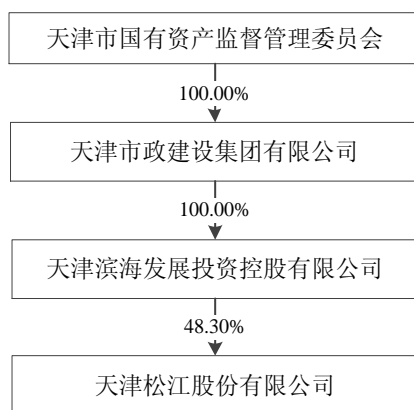 天津市国有资产监督管理委员会
100.00%
天津市政建设集团有限公司
100.00%
天津滨海发展投资控股有限公司
48.30%
天津松江股份有限公司